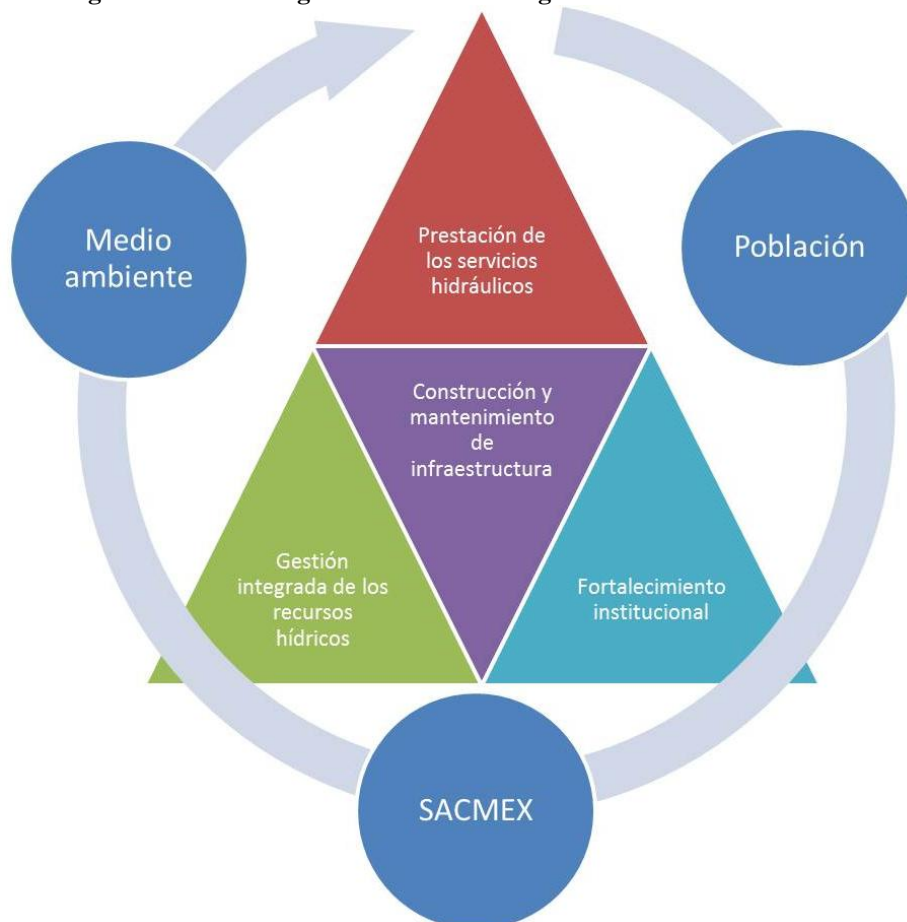 Prestación de
los servicios
hidráulicos
Medio
ambiente
Población
Construcción y
mantenimiento
de
infraestructura
Gestión
integrada de los
recursos
hídricos
Fortalecimiento
institucional
SACMEX